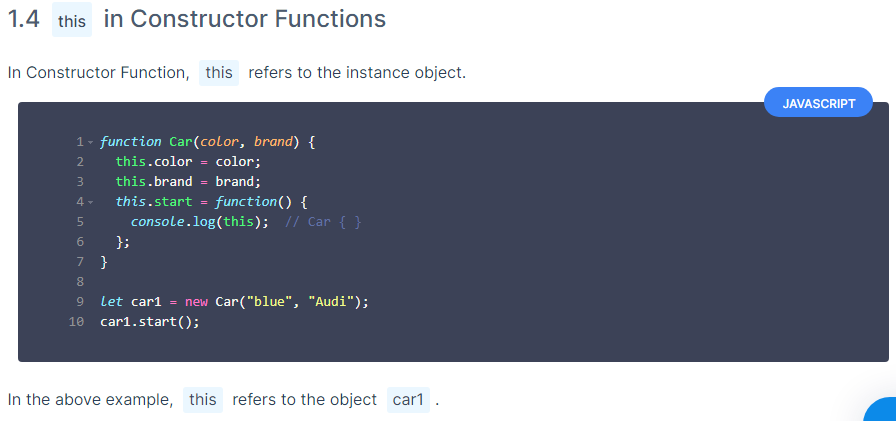 1.4 this in Constructor Functions
In Constructor Function, this refers to the instance object.
JAVASCRIPT
1 function Car(color, brand) {
2   this.color = color;
3   this.brand = brand;
4   this.start = function() {
5     console.log(this);  // Car { }
6   };
7 }
8
9 let car1 = new Car("blue", "Audi");
10 car1.start();
In the above example, this refers to the object car1 .